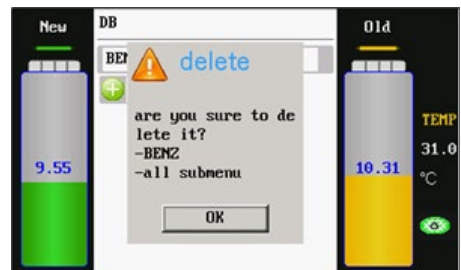 New
DB
Old
BEN
delete
are you sure to de
lete it?
-BENZ
-all submenu
OK
9.55
10.31
TEMP
31.0
°C